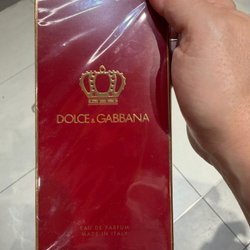 DOLCE & GABBANA
EAU DE PARFUM
MADE IN ITALY